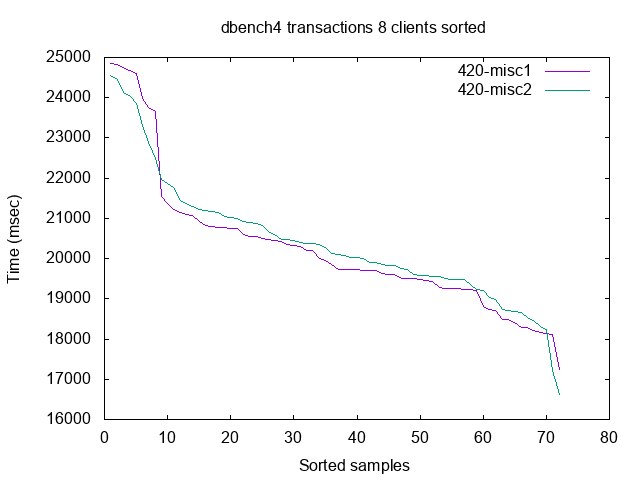 dbench4 transactions 8 clients sorted
25000
24000
23000
22000
21000
20000
19000
18000
17000
16000
Time (msec)
420-misc1
420-misc2
0 10 20 30 40 50 60 70 80
Sorted samples